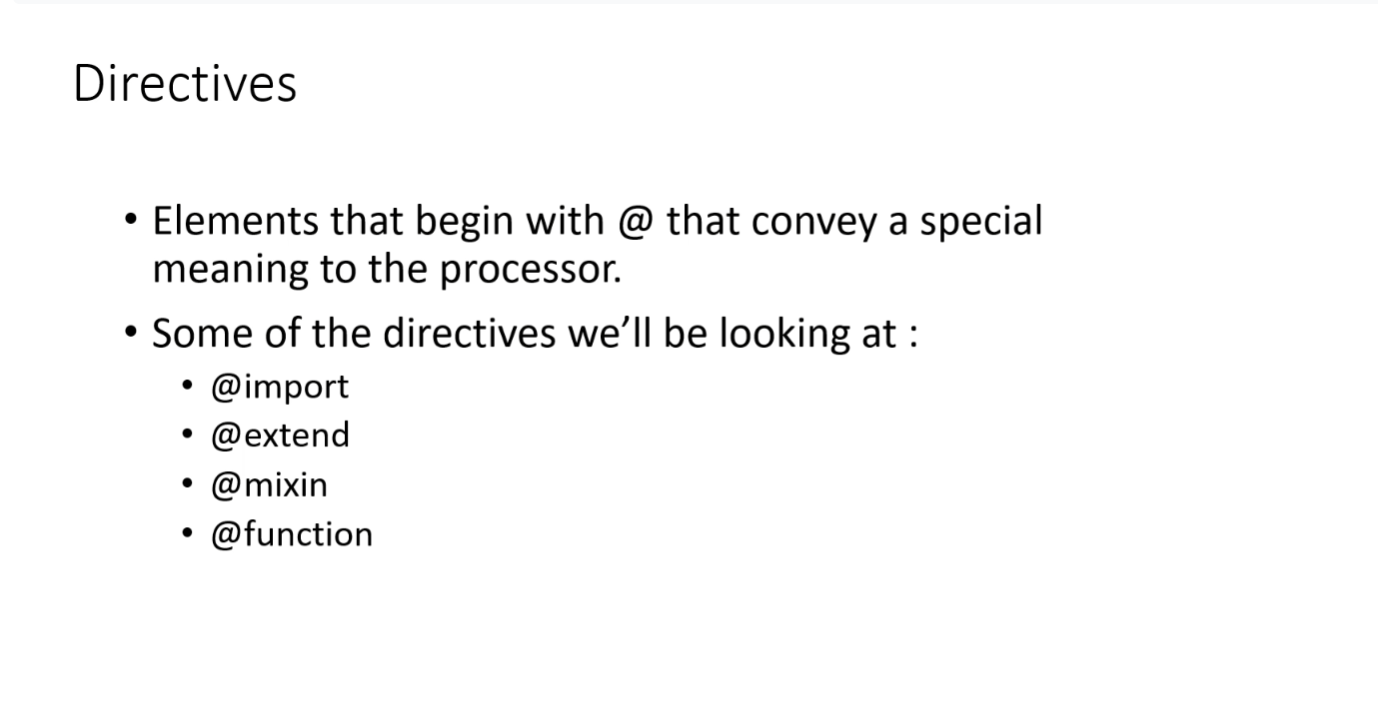 Directives
• Elements that begin with @ that convey a special
meaning to the processor.
• Some of the directives we’ll be looking at :
• @import
• @extend
• @mixin
• @function